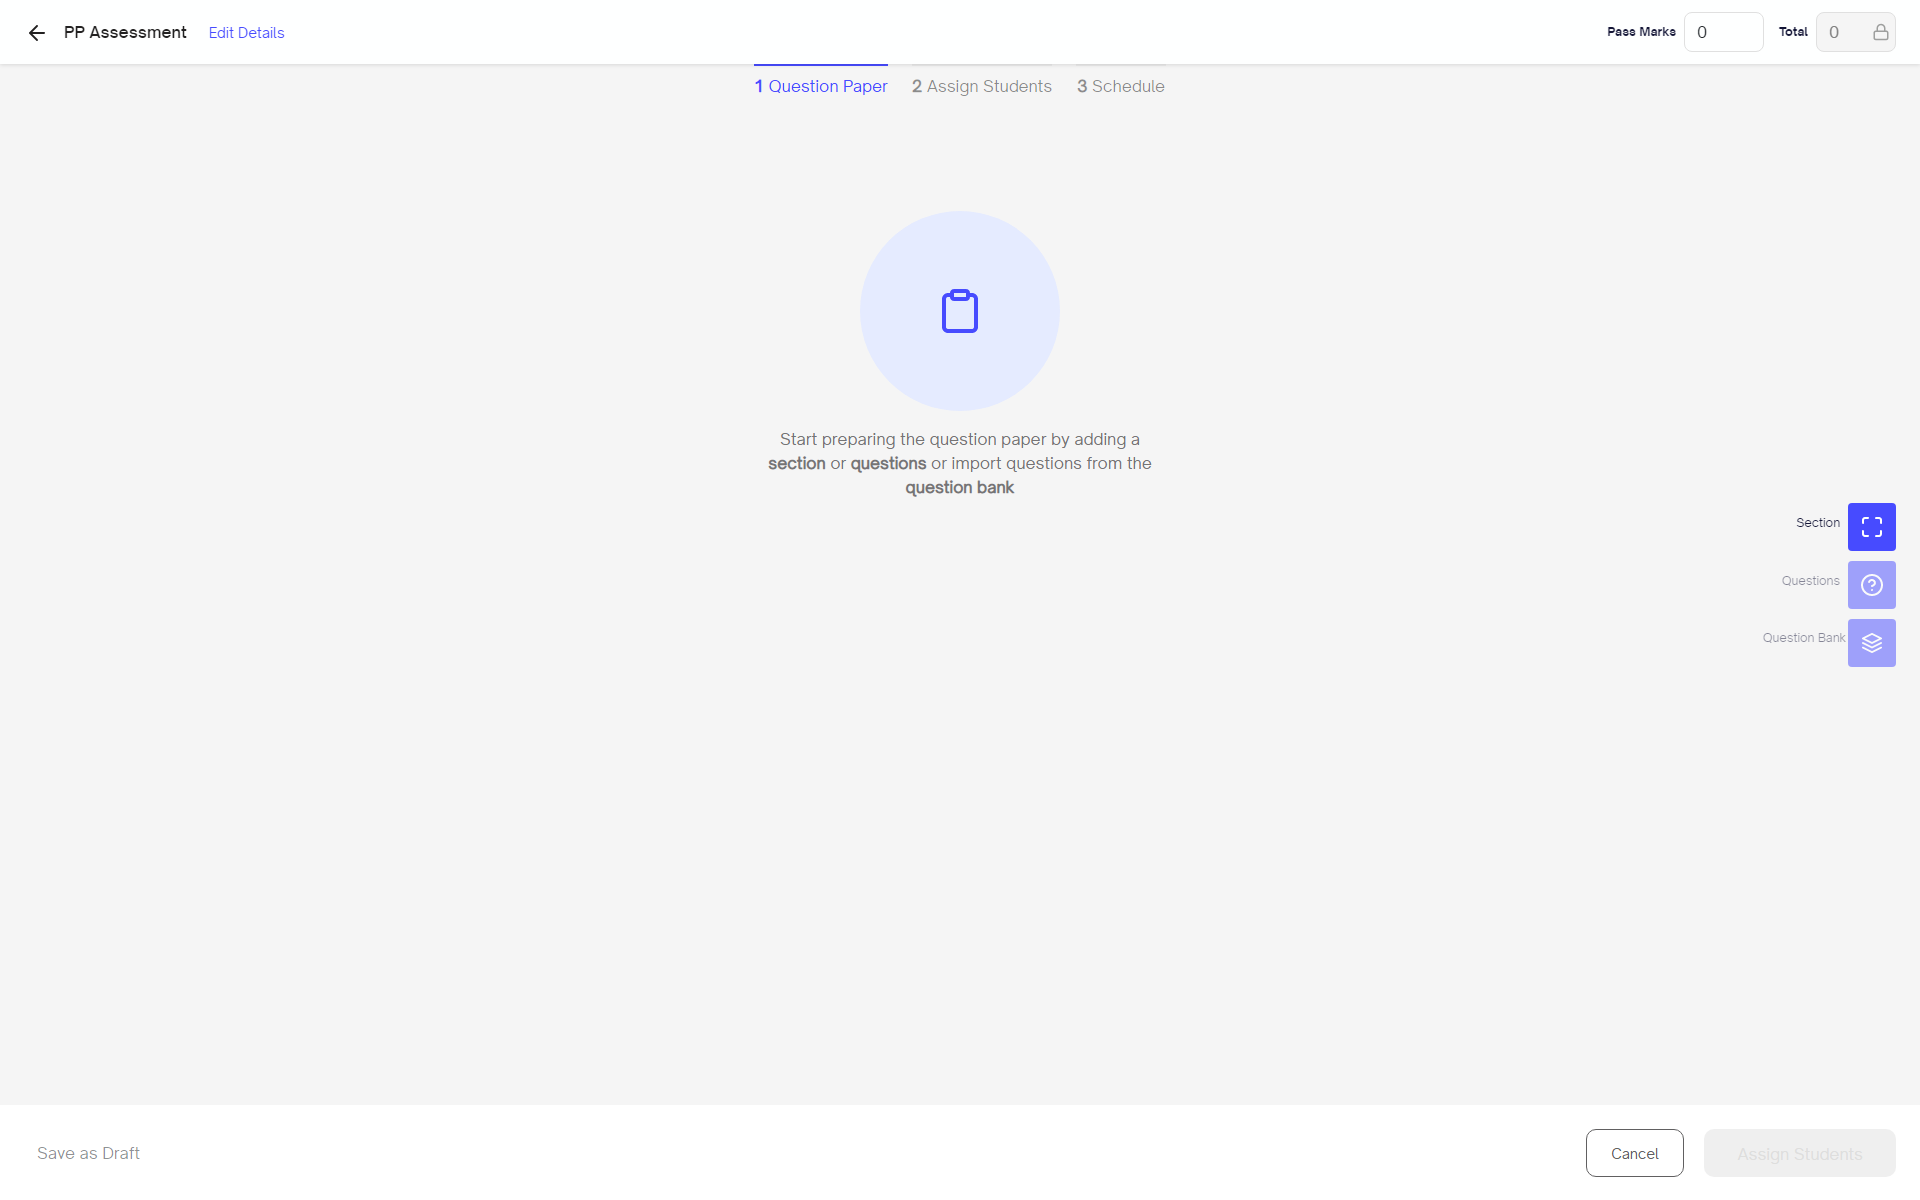 PP Assessment Edit Details Pass Marks 0 Total 0
1 Question Paper 2 Assign Students 3 Schedule
Start preparing the question paper by adding a
section or questions or import questions from the
question bank
Section
Questions
Question Bank
Save as Draft Cancel Assign Students